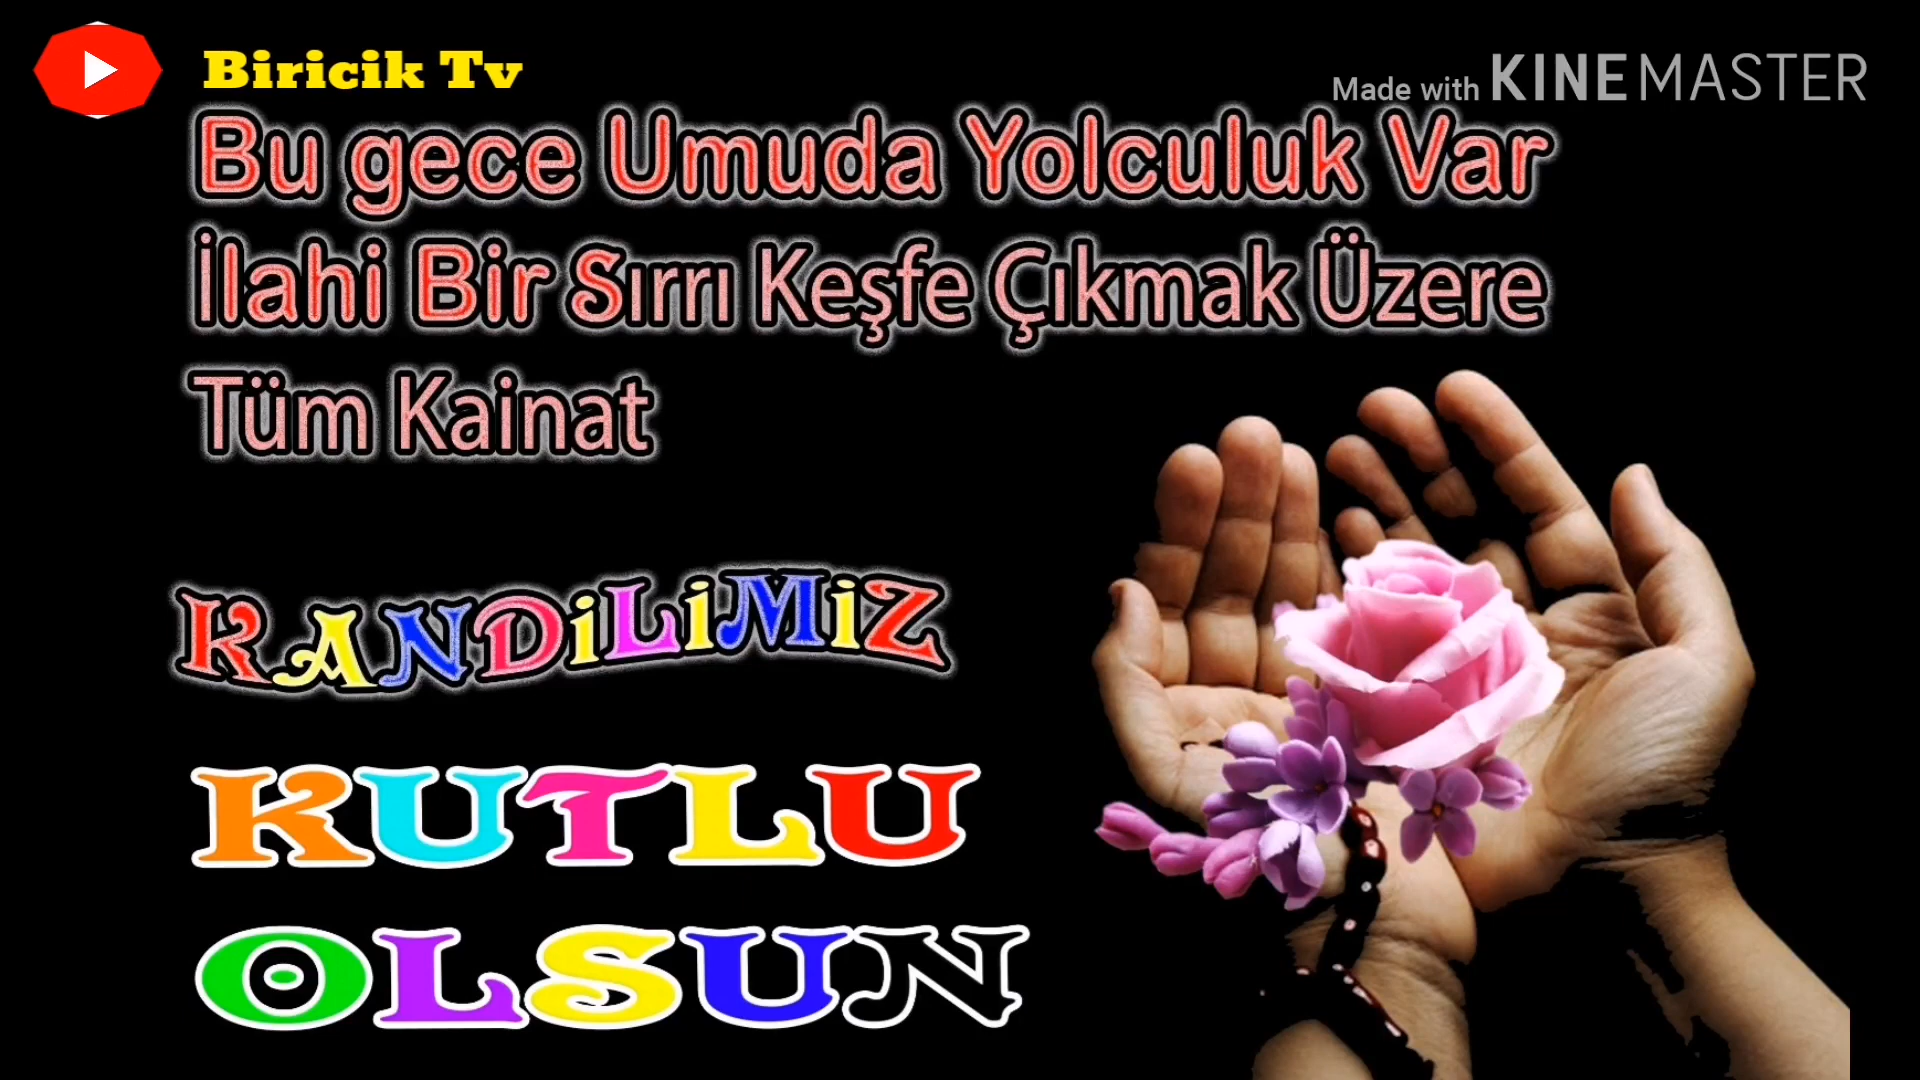 Biricik Tv
Made with KINEMASTER
Bu gece Umuda Yolculuk Var
İlahi Bir Sırrı Keşfe Çıkmak Üzere
Tüm Kainat
KANDiLiMiZ
KUTLU
OLSUN